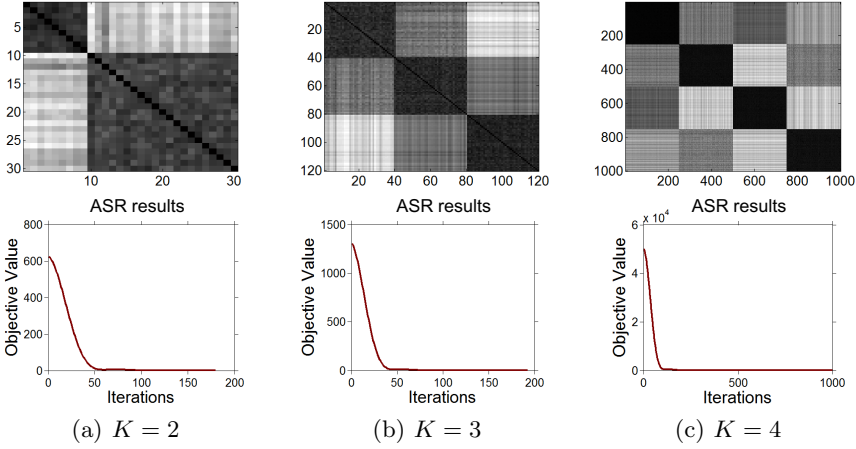 5
10
15
20
25
30
10 20 30
ASR results
20
40
60
80
100
120
40 60 80 120
ASR results
200
400
600
800
1000
200 400 600 800 1000
ASR results
800
600
400
200
0
Objective Value
0 50 100 150 200
Iterations
(a) K = 2
1500
1000
500
0
Objective Value
0 50 100 150 200
Iterations
(b) K = 3
x 10^4
6
4
2
0
Objective Value
0 500 1000
Iterations
(c) K = 4